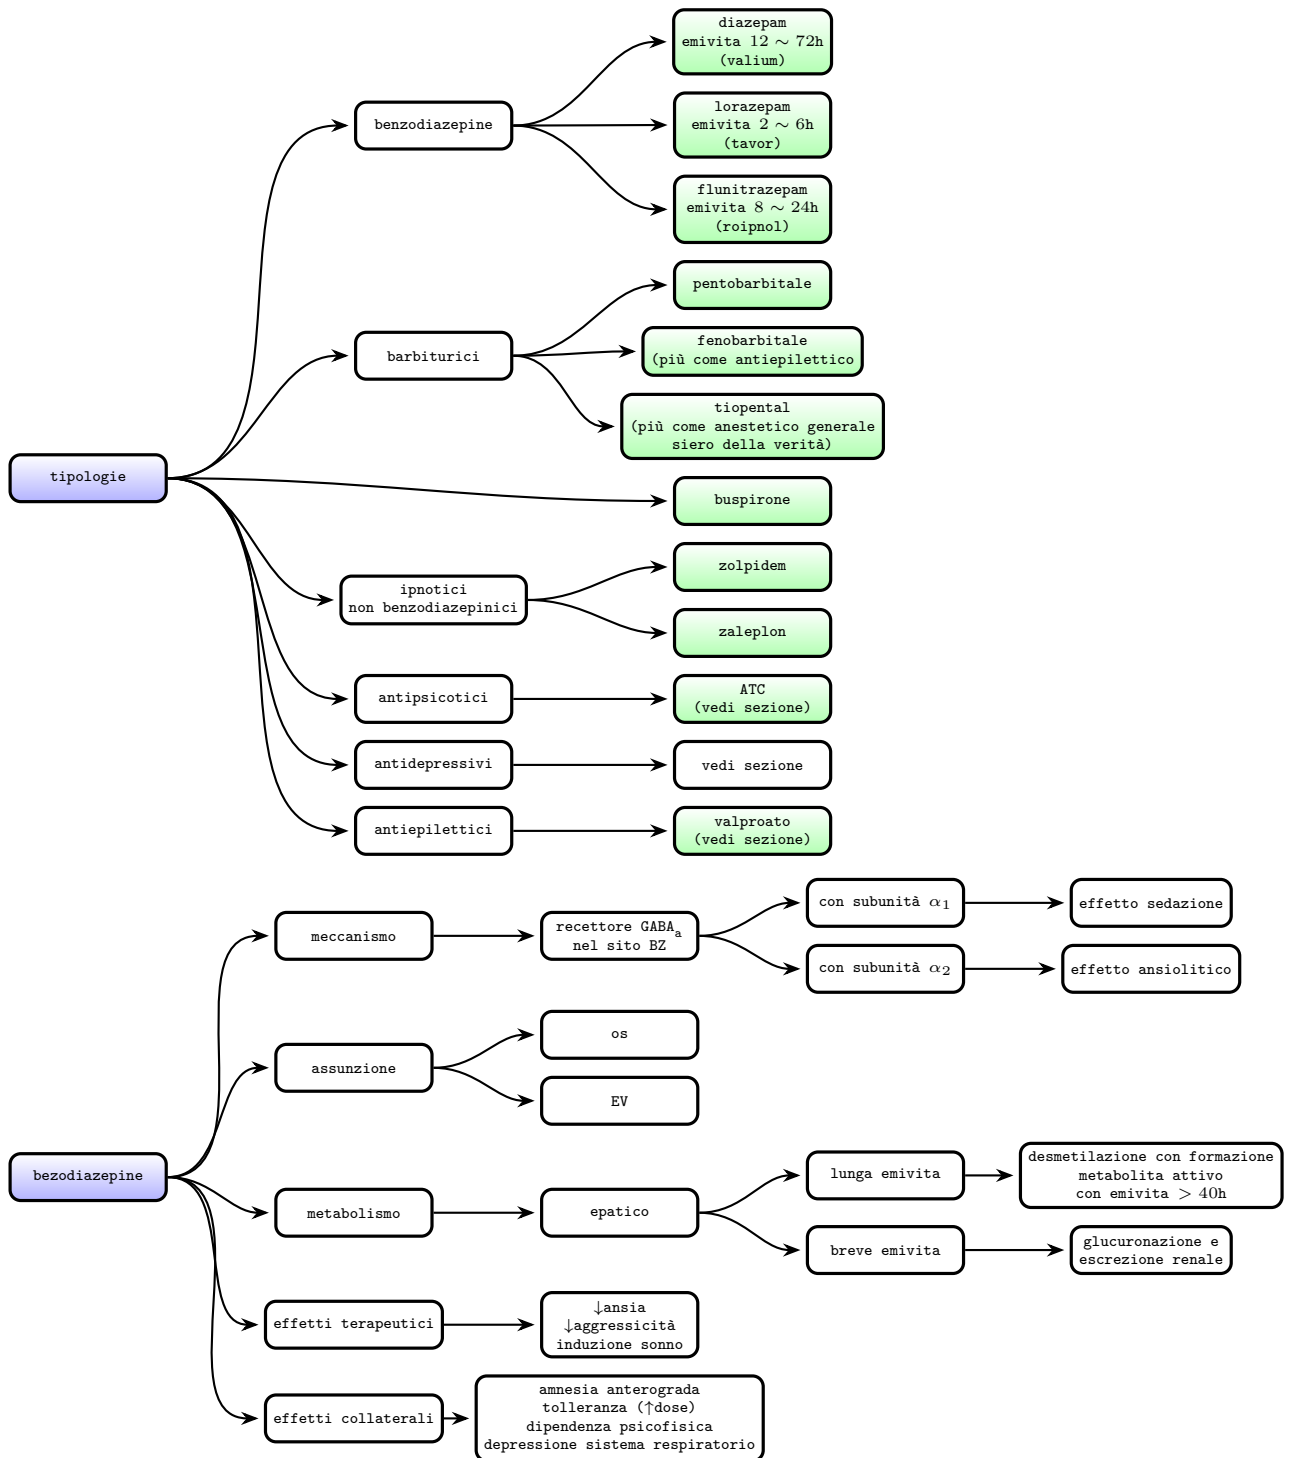 tipologie
benzodiazepine
diazepam
emivita 12 ∼ 72h
(valium)
lorazepam
emivita 2 ∼ 6h
(tavor)
flunitrazepam
emivita 8 ∼ 24h
(roipnol)
barbiturici
pentobarbitale
fenobarbitale
(più come antiepilettico
tiopental
(più come anestetico generale
siero della verità)
buspirone
ipnotici
non benzodiazepinici
zolpidem
zaleplon
antipsicotici
ATC
(vedi sezione)
antidepressivi
vedi sezione
antiepilettici
valproato
(vedi sezione)
bezodiazepine
meccanismo
recettore GABAₐ
nel sito BZ
con subunità α₁
effetto sedazione
con subunità α₂
effetto ansiolitico
assunzione
os
EV
metabolismo
epatico
lunga emivita
desmetilazione con formazione
metabolita attivo
con emivita > 40h
breve emivita
glucuronazione e
escrezione renale
effetti terapeutici
↓ansia
↓aggressicità
induzione sonno
effetti collaterali
amnesia anterograda
tolleranza (↑dose)
dipendenza psicofisica
depressione sistema respiratorio